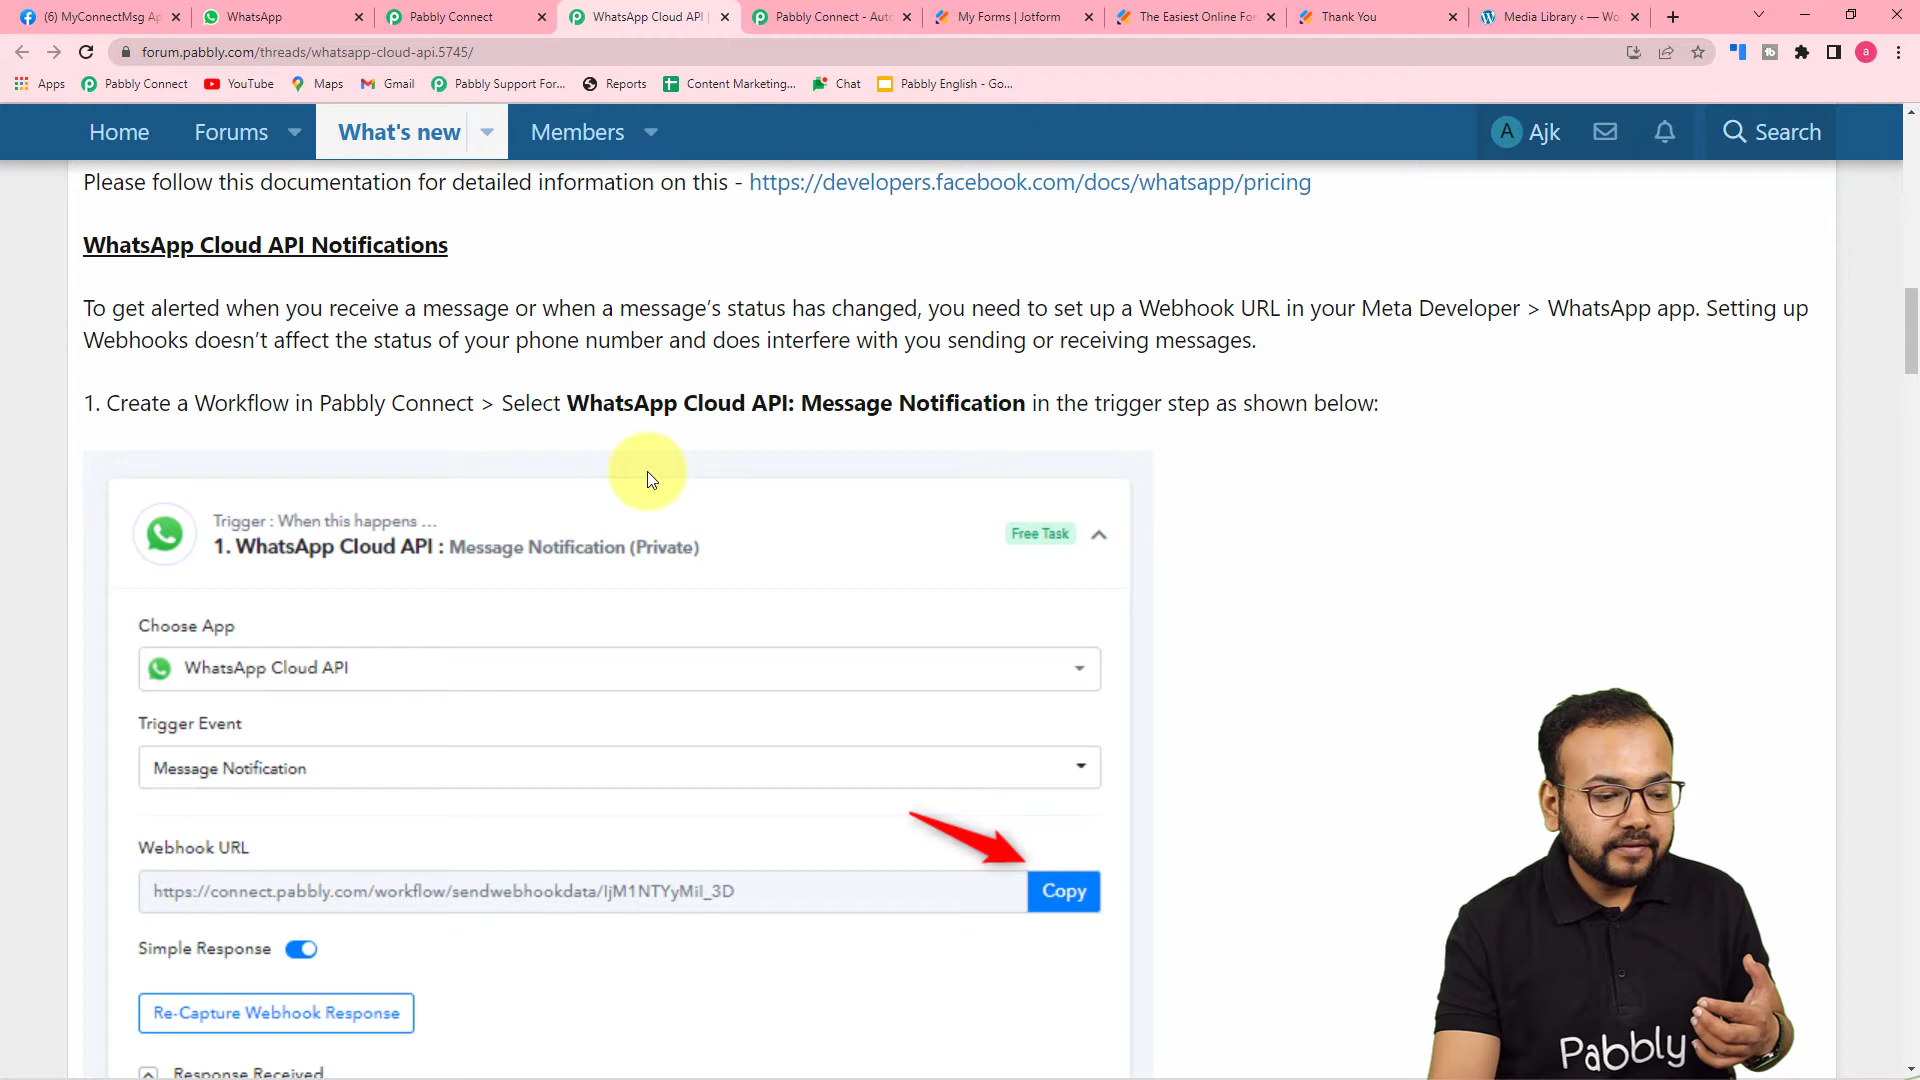 (6) MyConnectMsg Ap
WhatsApp
Pabbly Connect
WhatsApp Cloud API |
Pabbly Connect - Auto
My Forms | Jotform
The Easiest Online For
Thank You
Media Library ‹ — Wo
forum.pabbly.com/threads/whatsapp-cloud-api.5745/
a
Apps
Pabbly Connect
YouTube
Maps
Gmail
Pabbly Support For...
Reports
Content Marketing...
Chat
Pabbly English - Go...
Home
Forums
What's new
Members
A
Ajk
Search
Please follow this documentation for detailed information on this - https://developers.facebook.com/docs/whatsapp/pricing
WhatsApp Cloud API Notifications
To get alerted when you receive a message or when a message’s status has changed, you need to set up a Webhook URL in your Meta Developer > WhatsApp app. Setting up
Webhooks doesn’t affect the status of your phone number and does interfere with you sending or receiving messages.
1. Create a Workflow in Pabbly Connect > Select WhatsApp Cloud API: Message Notification in the trigger step as shown below:
Trigger : When this happens ...
1. WhatsApp Cloud API : Message Notification (Private)
Free Task
Choose App
WhatsApp Cloud API
Trigger Event
Message Notification
Webhook URL
https://connect.pabbly.com/workflow/sendwebhookdata/IjM1NTYyMiI_3D
Copy
Simple Response
Re-Capture Webhook Response
Response Received
Pabbly